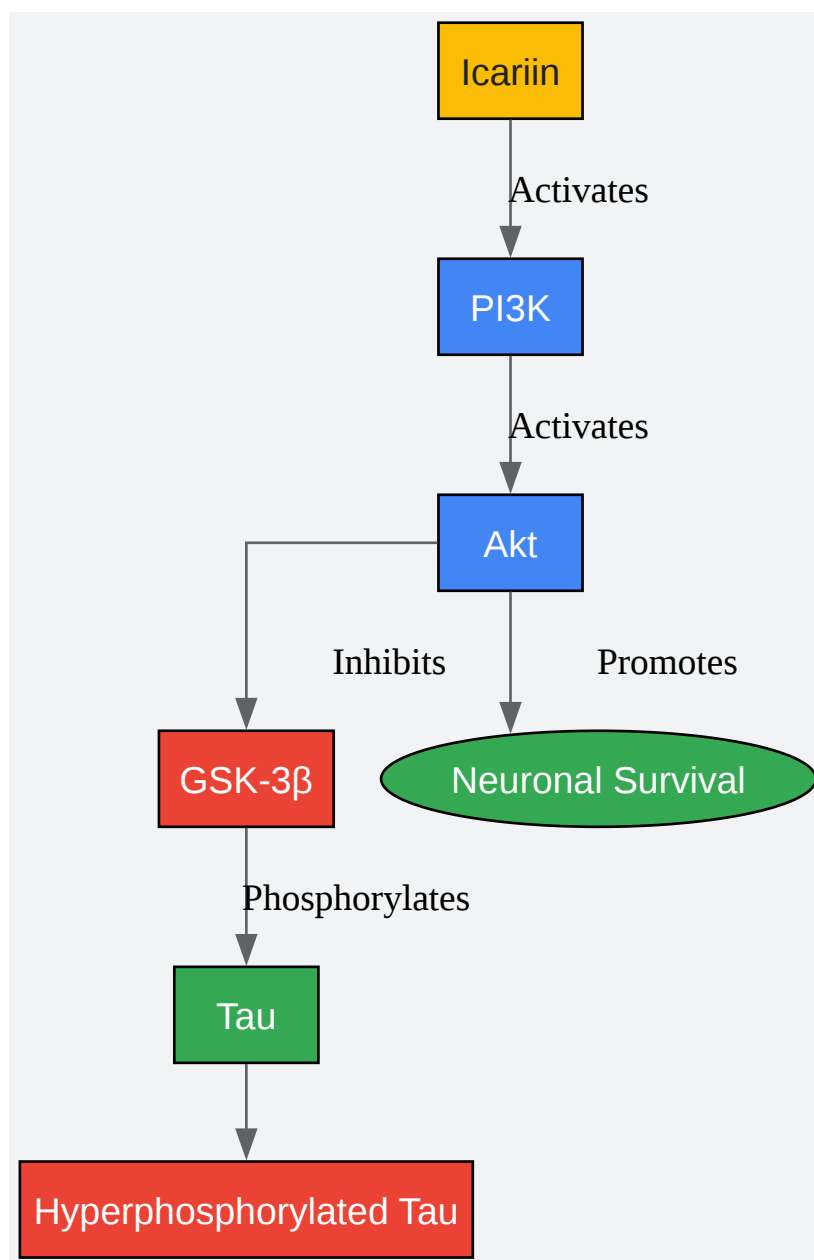 Icariin
Activates
PI3K
Activates
Akt
Inhibits
Promotes
GSK-3β
Neuronal Survival
Phosphorylates
Tau
Hyperphosphorylated Tau